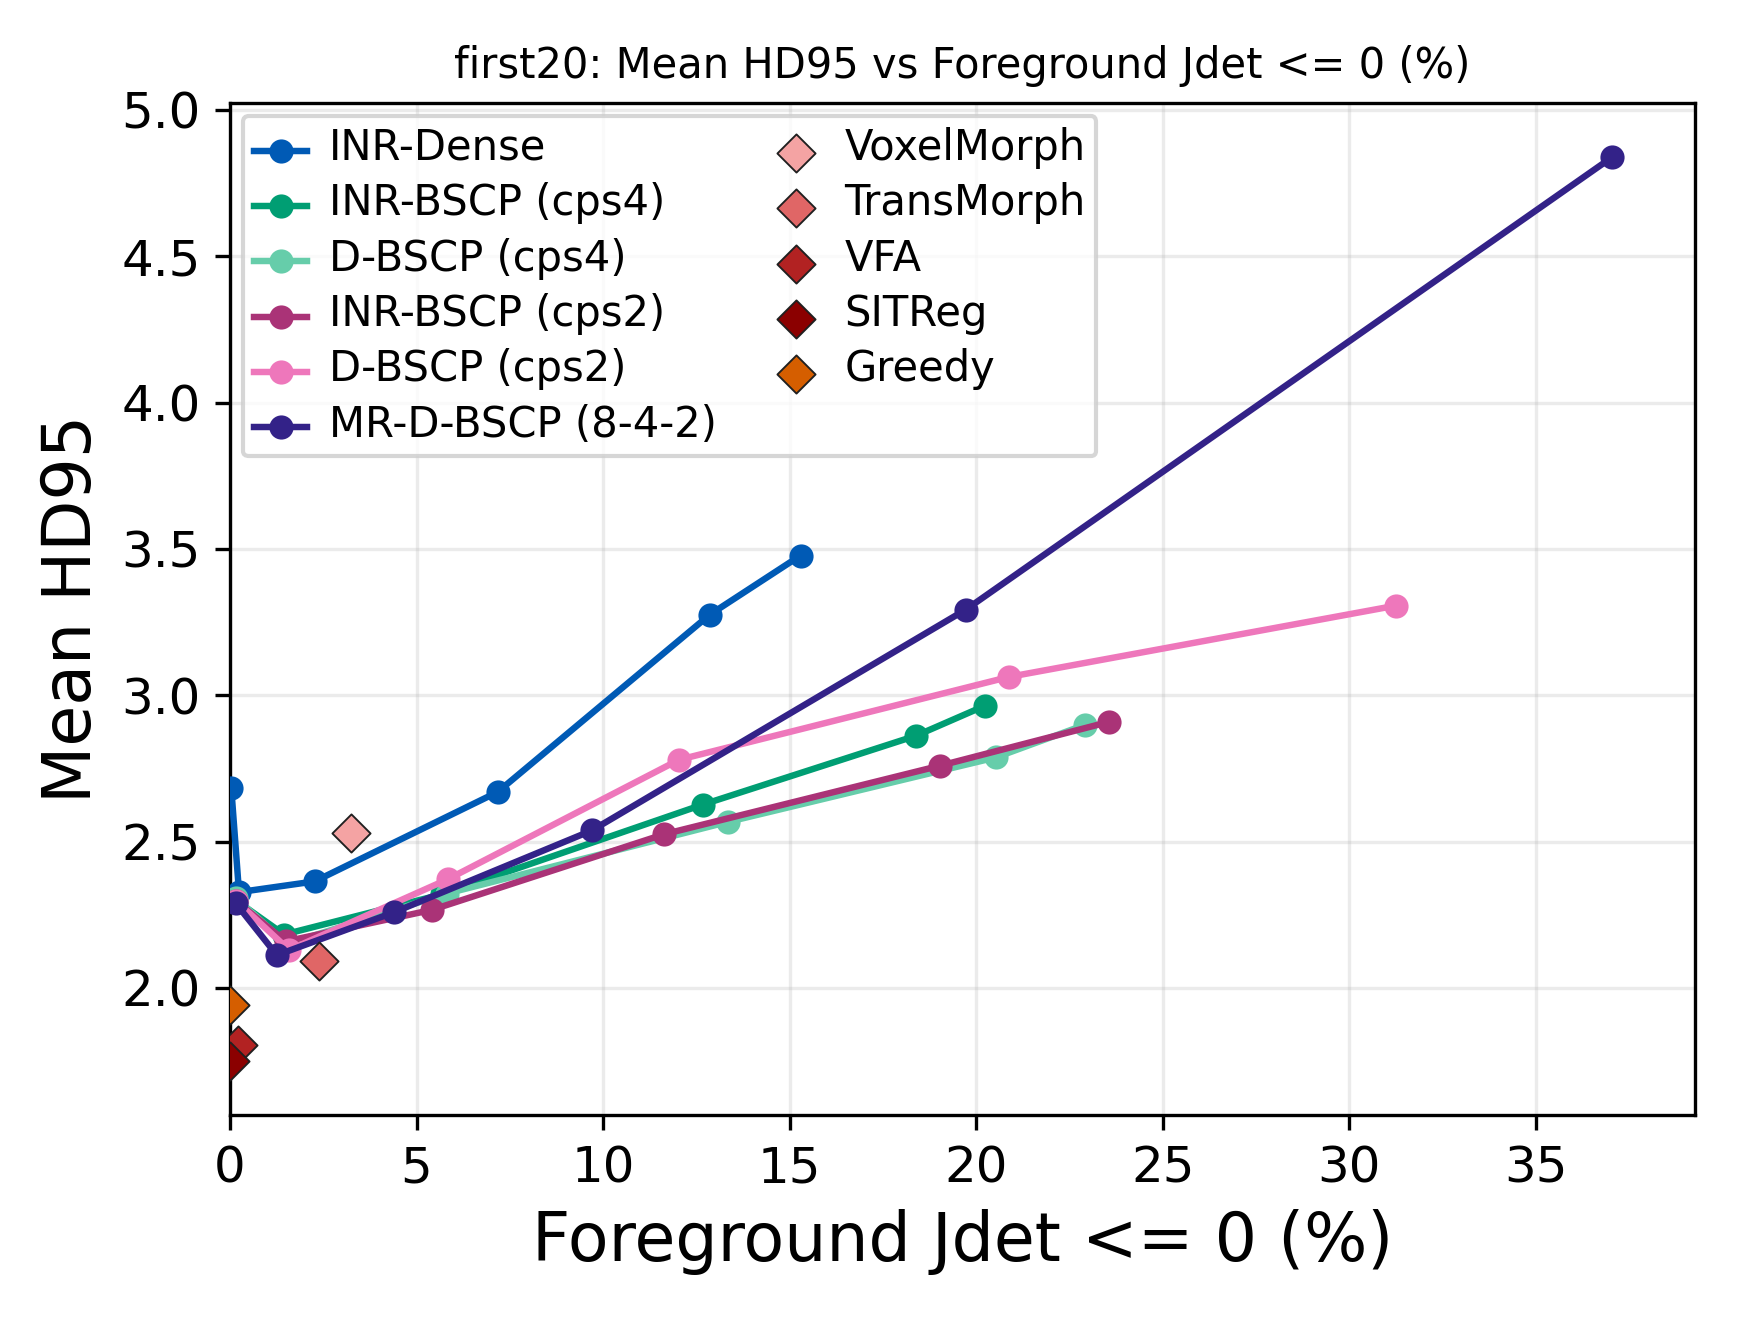 first20: Mean HD95 vs Foreground Jdet <= 0 (%)
5.0
4.5
4.0
3.5
3.0
2.5
2.0
Mean HD95
INR-Dense
INR-BSCP (cps4)
D-BSCP (cps4)
INR-BSCP (cps2)
D-BSCP (cps2)
MR-D-BSCP (8-4-2)
VoxelMorph
TransMorph
VFA
SITReg
Greedy
0 5 10 15 20 25 30 35
Foreground Jdet <= 0 (%)